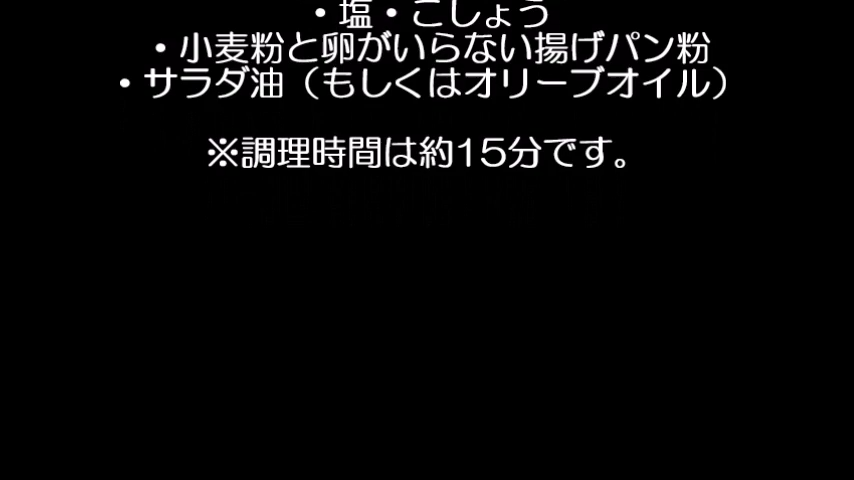 ・塩・こしょう
・小麦粉と卵がいらない揚げパン粉
・サラダ油（もしくはオリーブオイル）
※調理時間は約15分です。